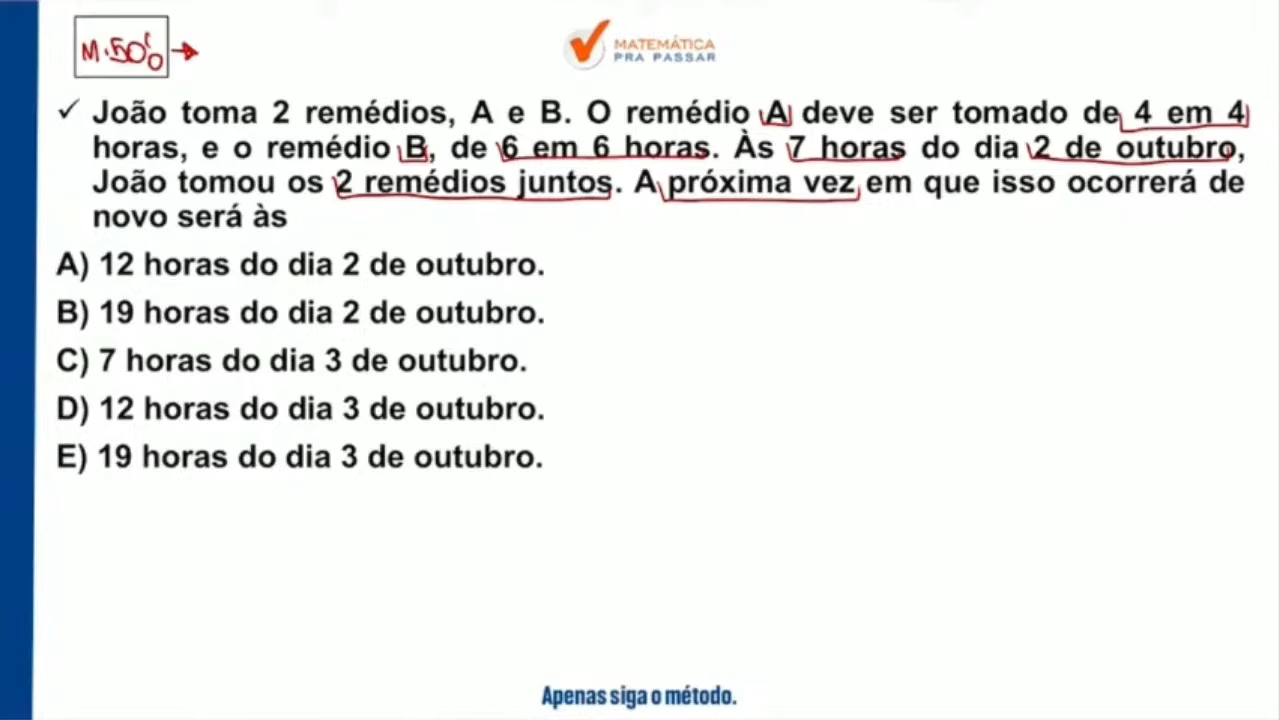 M.50%
MATEMÁTICA
PRA PASSAR
✓ João toma 2 remédios, A e B. O remédio A deve ser tomado de 4 em 4
horas, e o remédio B, de 6 em 6 horas. Às 7 horas do dia 2 de outubro,
João tomou os 2 remédios juntos. A próxima vez em que isso ocorrerá de
novo será às
A) 12 horas do dia 2 de outubro.
B) 19 horas do dia 2 de outubro.
C) 7 horas do dia 3 de outubro.
D) 12 horas do dia 3 de outubro.
E) 19 horas do dia 3 de outubro.
Apenas siga o método.